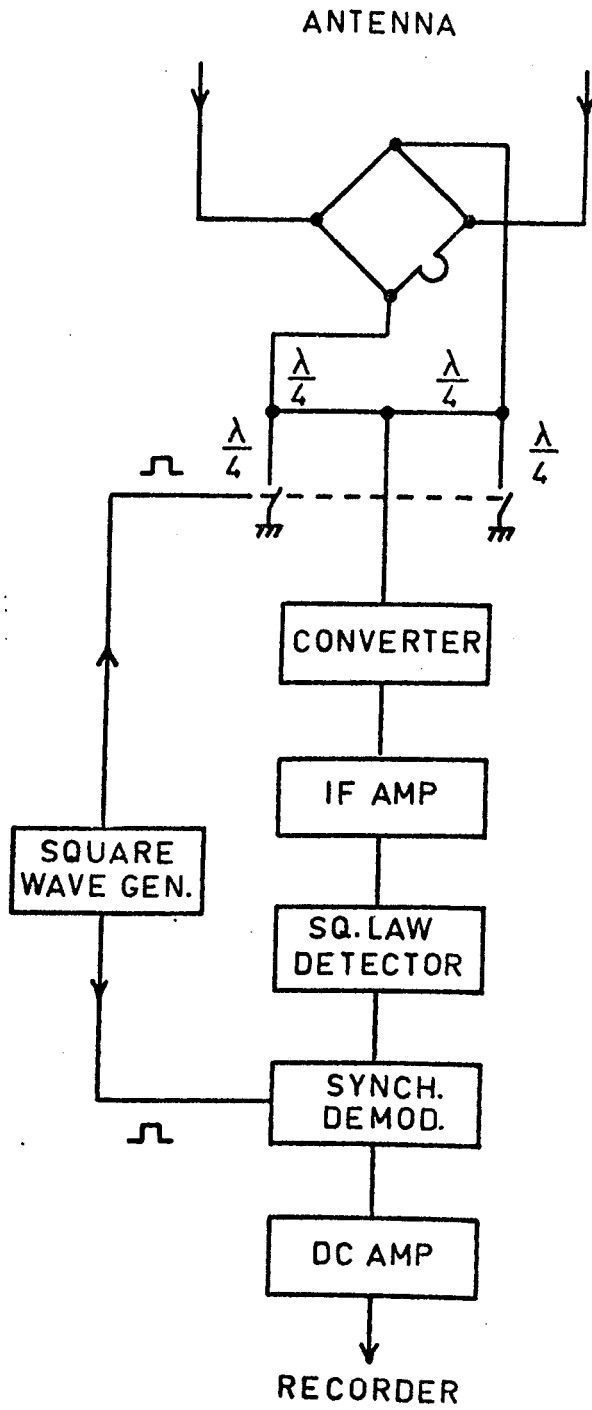 ANTENNA
λ/4
λ/4
λ/4
λ/4
CONVERTER
IF AMP
SQUARE
WAVE GEN.
SQ. LAW
DETECTOR
SYNCH.
DEMOD.
DC AMP
RECORDER